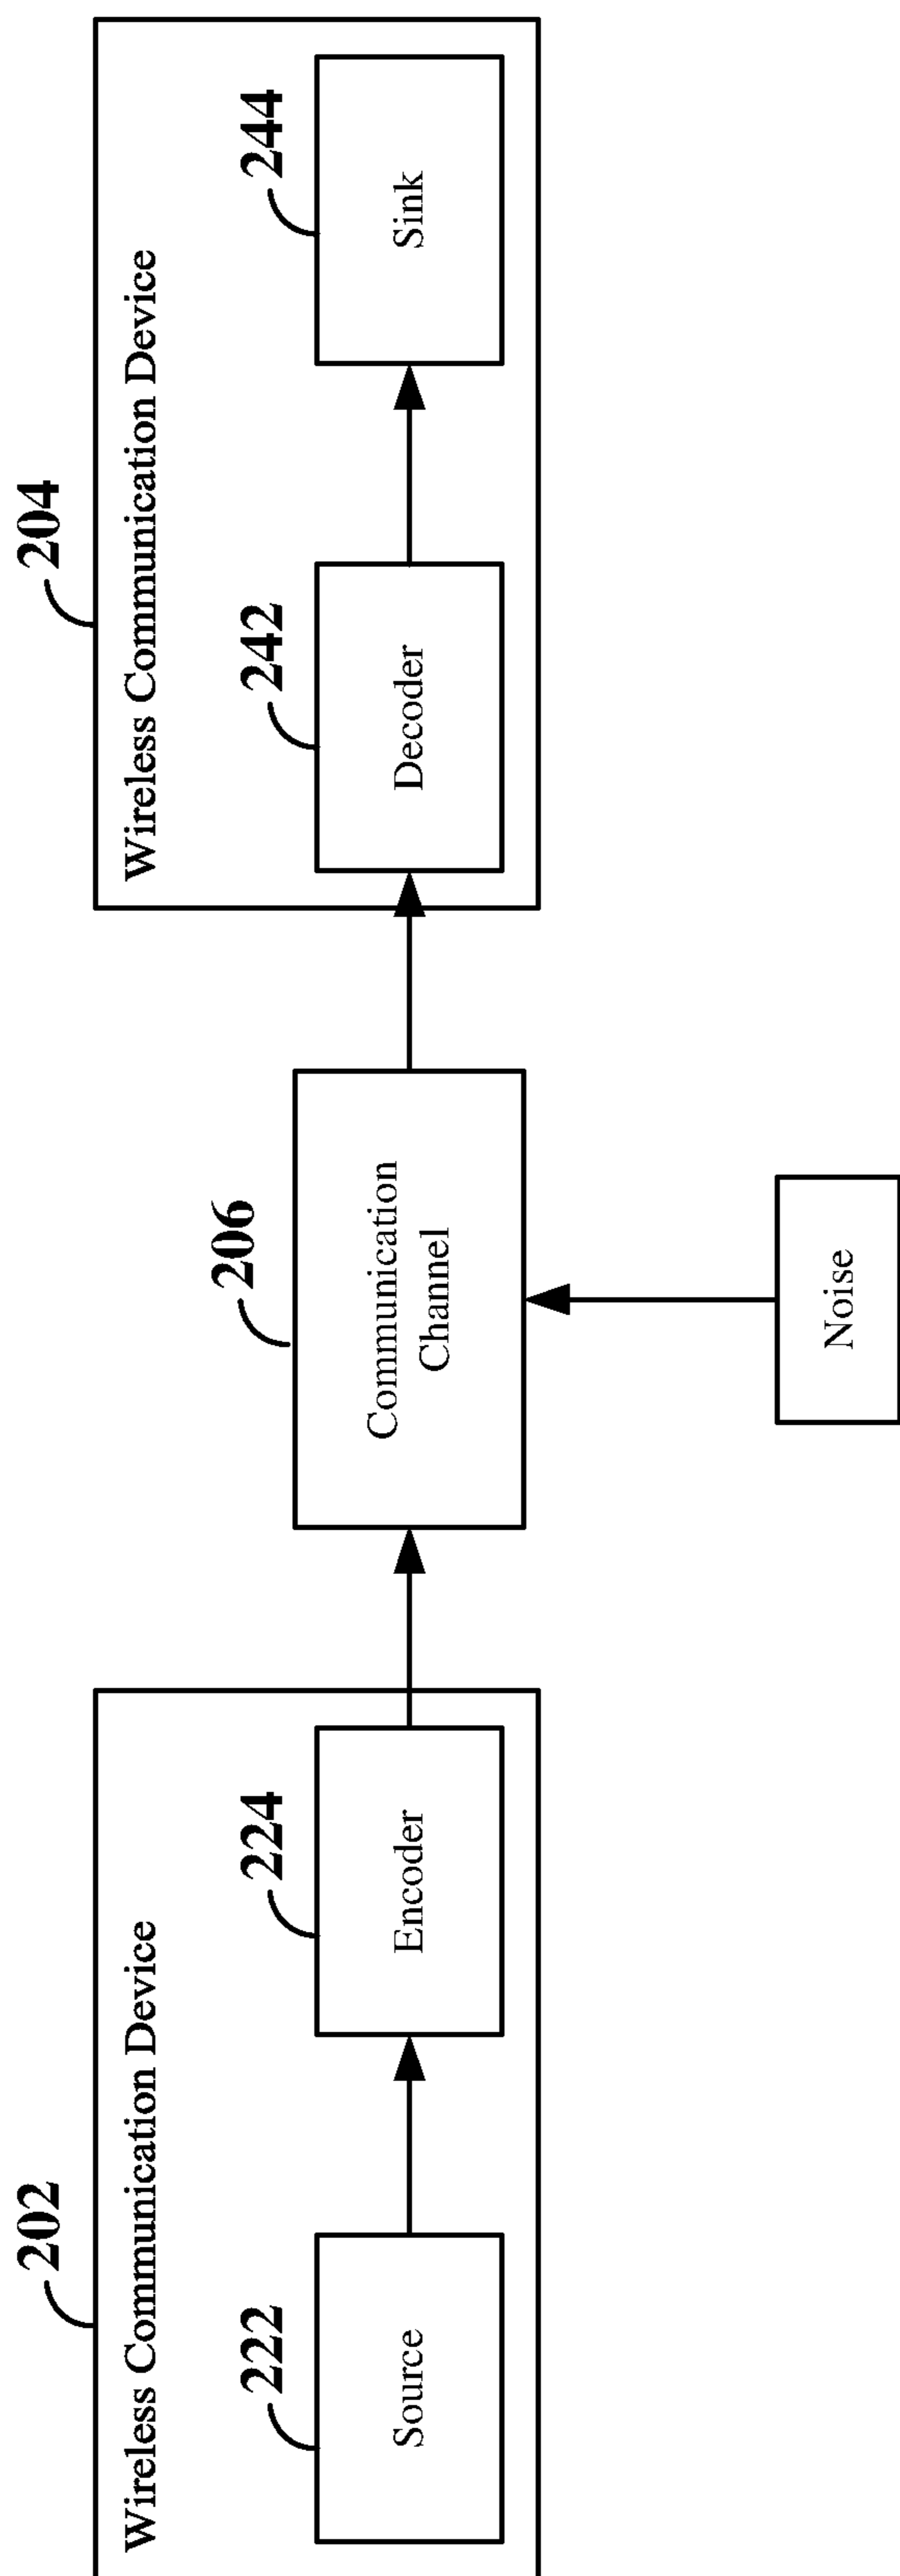 202
Wireless Communication Device
222
Source
224
Encoder
206
Communication
Channel
Noise
204
Wireless Communication Device
242
Decoder
244
Sink